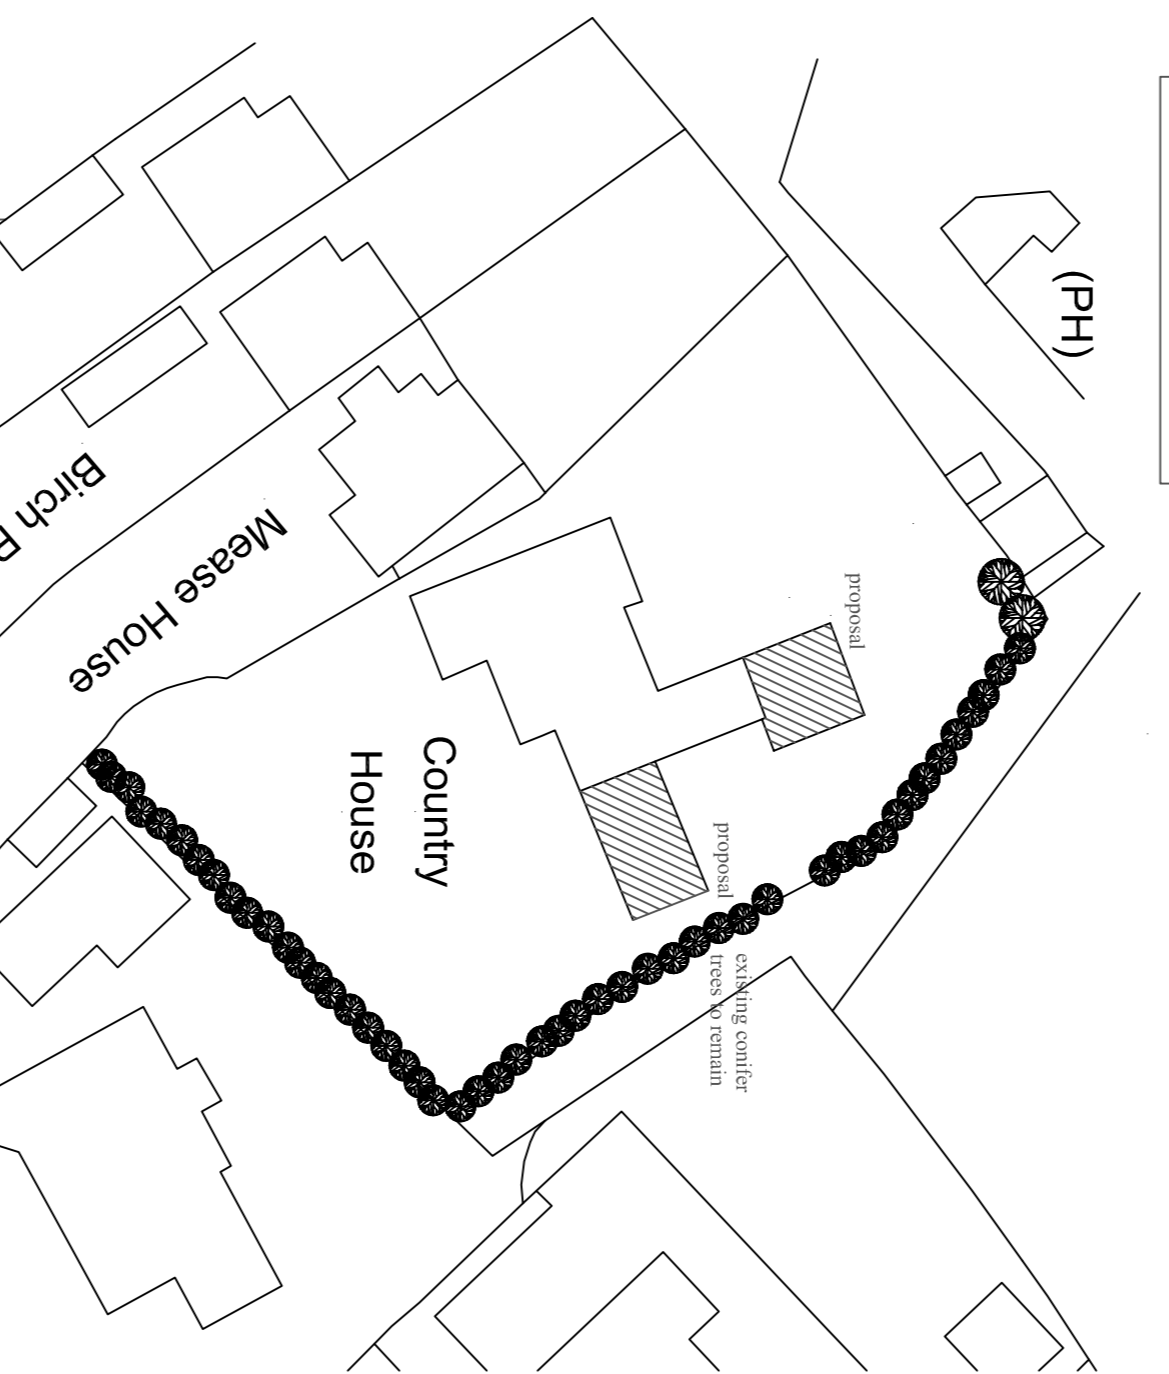 (PH)
proposal
Birch
Mease House
Country
House
proposal
existing conifer
trees to remain